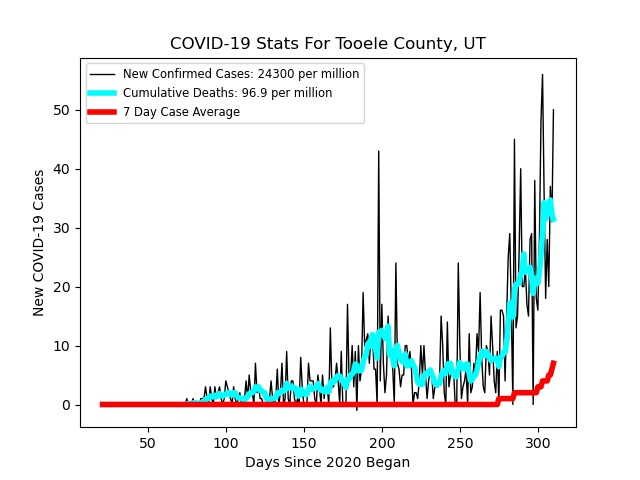 COVID-19 Stats For Tooele County, UT
New Confirmed Cases: 24300 per million
Cumulative Deaths: 96.9 per million
7 Day Case Average
New COVID-19 Cases
50
40
30
20
10
0
50 100 150 200 250 300
Days Since 2020 Began